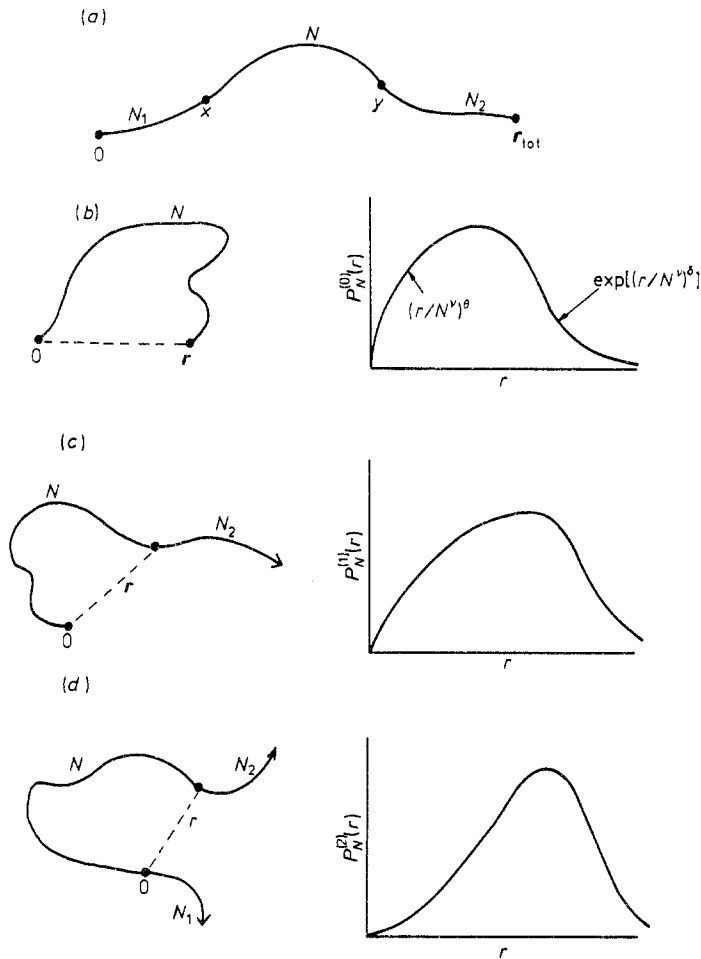 (a)
N
N₁
x
y
N₂
0
r_tot
(b)
N
0
r
P_N^{(0)}(r)
(r/N^ν)^θ
exp[(r/N^ν)^δ]
r
(c)
N
N₂
r
0
P_N^{(1)}(r)
r
(d)
N
N₂
r
0
N₁
P_N^{(2)}(r)
r